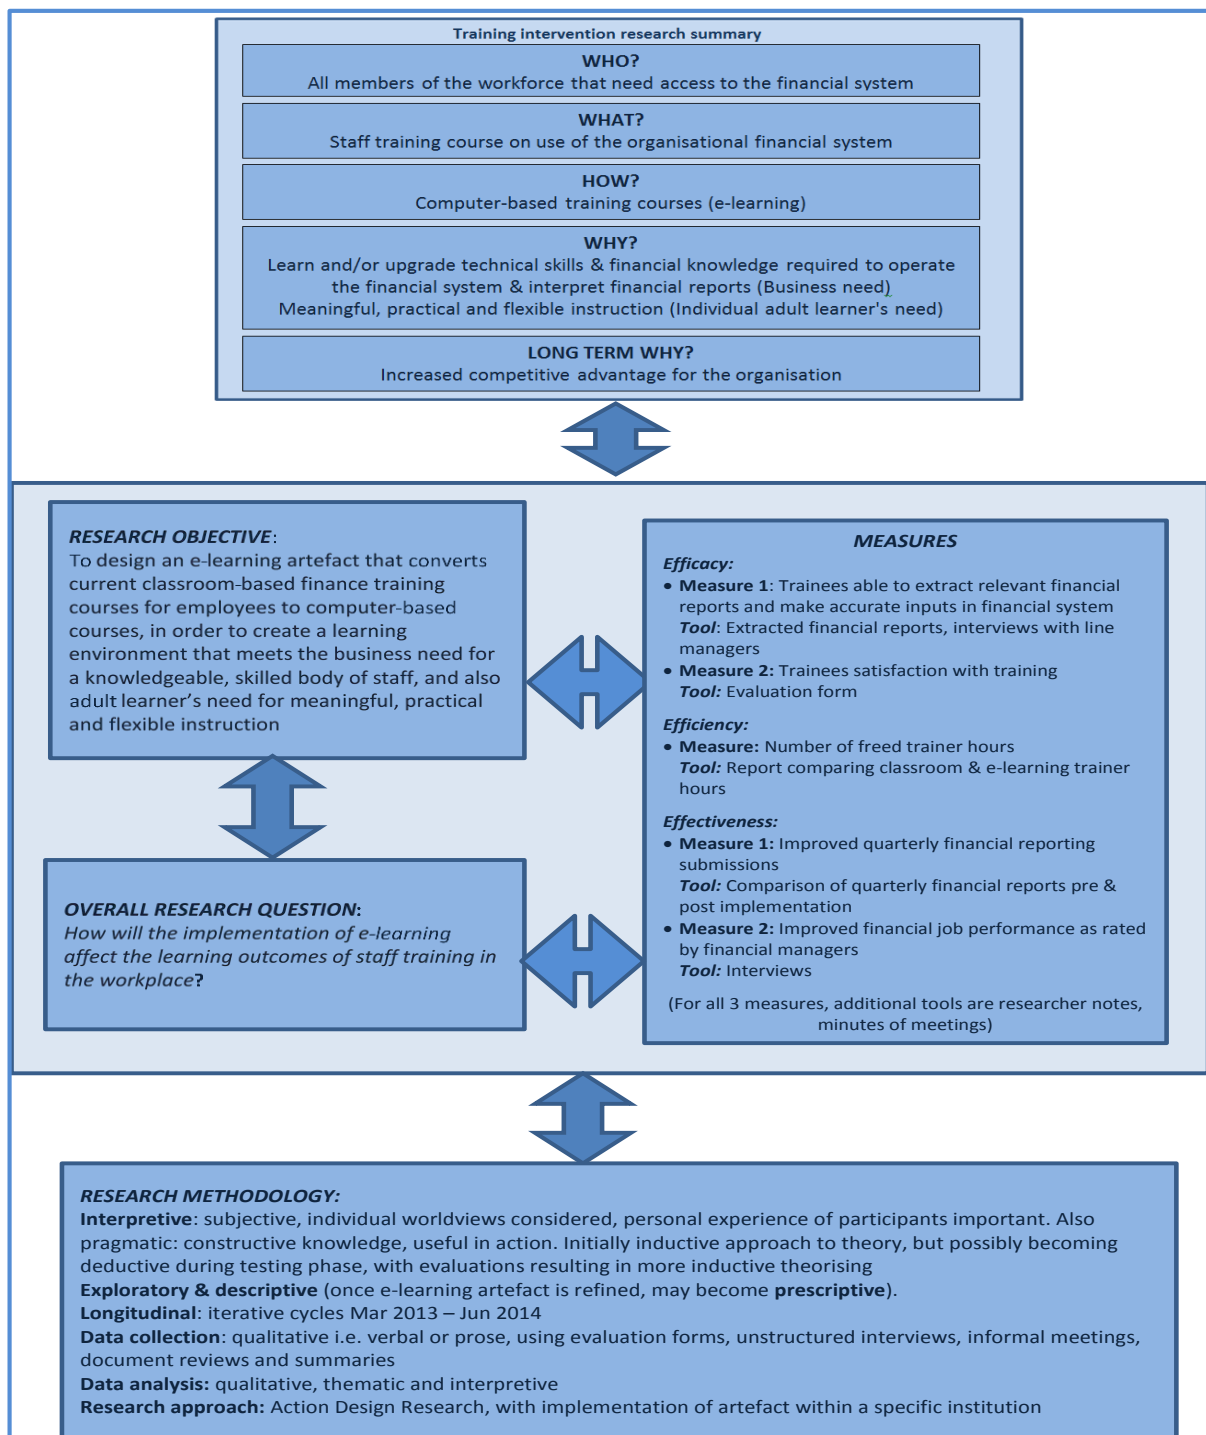 Training intervention research summary
WHO?
All members of the workforce that need access to the financial system
WHAT?
Staff training course on use of the organisational financial system
HOW?
Computer-based training courses (e-learning)
WHY?
Learn and/or upgrade technical skills & financial knowledge required to operate
the financial system & interpret financial reports (Business need)
Meaningful, practical and flexible instruction (Individual adult learner's need)
LONG TERM WHY?
Increased competitive advantage for the organisation
RESEARCH OBJECTIVE:
To design an e-learning artefact that converts
current classroom-based finance training
courses for employees to computer-based
courses, in order to create a learning
environment that meets the business need for
a knowledgeable, skilled body of staff, and also
adult learner’s need for meaningful, practical
and flexible instruction
OVERALL RESEARCH QUESTION:
How will the implementation of e-learning
affect the learning outcomes of staff training in
the workplace?
MEASURES
Efficacy:
• Measure 1: Trainees able to extract relevant financial
reports and make accurate inputs in financial system
Tool: Extracted financial reports, interviews with line
managers
• Measure 2: Trainees satisfaction with training
Tool: Evaluation form
Efficiency:
• Measure: Number of freed trainer hours
Tool: Report comparing classroom & e-learning trainer
hours
Effectiveness:
• Measure 1: Improved quarterly financial reporting
submissions
Tool: Comparison of quarterly financial reports pre &
post implementation
• Measure 2: Improved financial job performance as rated
by financial managers
Tool: Interviews
(For all 3 measures, additional tools are researcher notes,
minutes of meetings)
RESEARCH METHODOLOGY:
Interpretive: subjective, individual worldviews considered, personal experience of participants important. Also
pragmatic: constructive knowledge, useful in action. Initially inductive approach to theory, but possibly becoming
deductive during testing phase, with evaluations resulting in more inductive theorising
Exploratory & descriptive (once e-learning artefact is refined, may become prescriptive).
Longitudinal: iterative cycles Mar 2013 – Jun 2014
Data collection: qualitative i.e. verbal or prose, using evaluation forms, unstructured interviews, informal meetings,
document reviews and summaries
Data analysis: qualitative, thematic and interpretive
Research approach: Action Design Research, with implementation of artefact within a specific institution